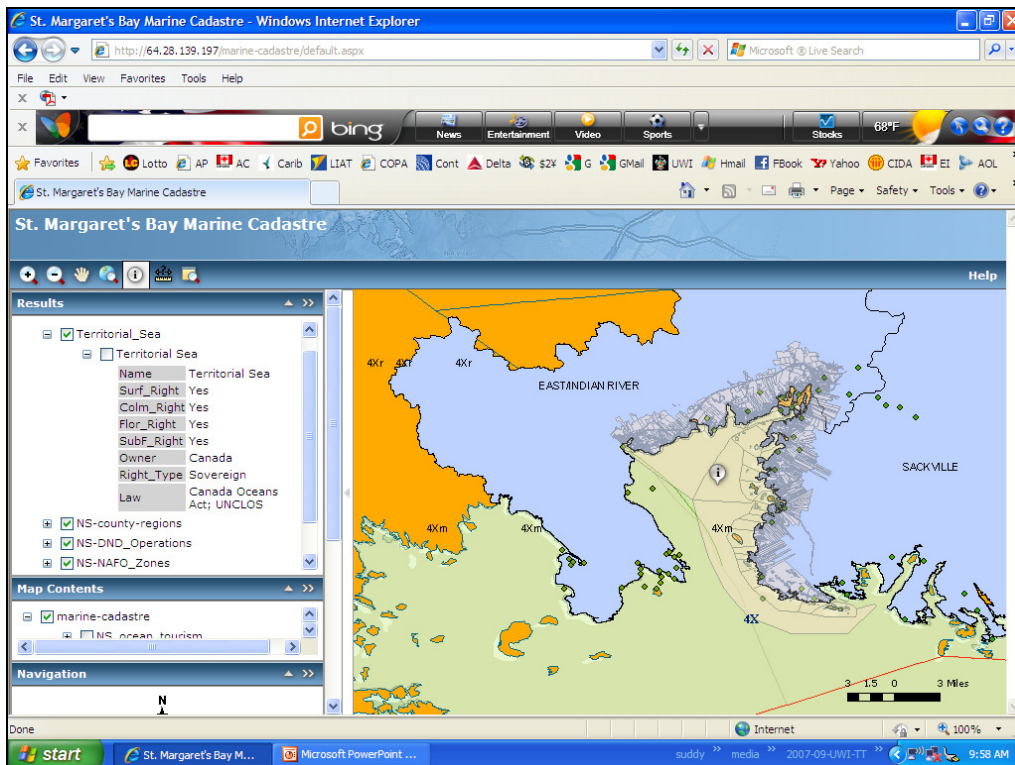 St. Margaret's Bay Marine Cadastre - Windows Internet Explorer
http://64.28.139.197/marine-cadastre/default.aspx
Microsoft ® Live Search
File Edit View Favorites Tools Help
x
x bing News Entertainment Video Sports Stocks 68°F
Favorites Lotto AP AC Carib LIAT COPA Cont Delta $2¥ G GMail UWI Hmail FBook Yahoo CIDA EI AOL
St. Margaret's Bay Marine Cadastre
Page Safety Tools
St. Margaret's Bay Marine Cadastre
Help
Results
Territorial_Sea
Territorial Sea
Name Territorial Sea
Surf_Right Yes
Colm_Right Yes
Flor_Right Yes
SubF_Right Yes
Owner Canada
Right_Type Sovereign
Law Canada Oceans Act; UNCLOS
NS-county-regions
NS-DND_Operations
NS-NAFO_Zones
Map Contents
marine-cadastre
NS_ocean_tourism
Navigation
N
4Xr 4Xr 4Xr
EAST/INDIAN RIVER
SACKVILLE
4Xm 4Xm 4Xm
4X
3 1.5 0 3 Miles
Done Internet 100%
start St. Margaret's Bay M... Microsoft PowerPoint ... suddy » media » 2007-09-UWI-TT » 9:58 AM